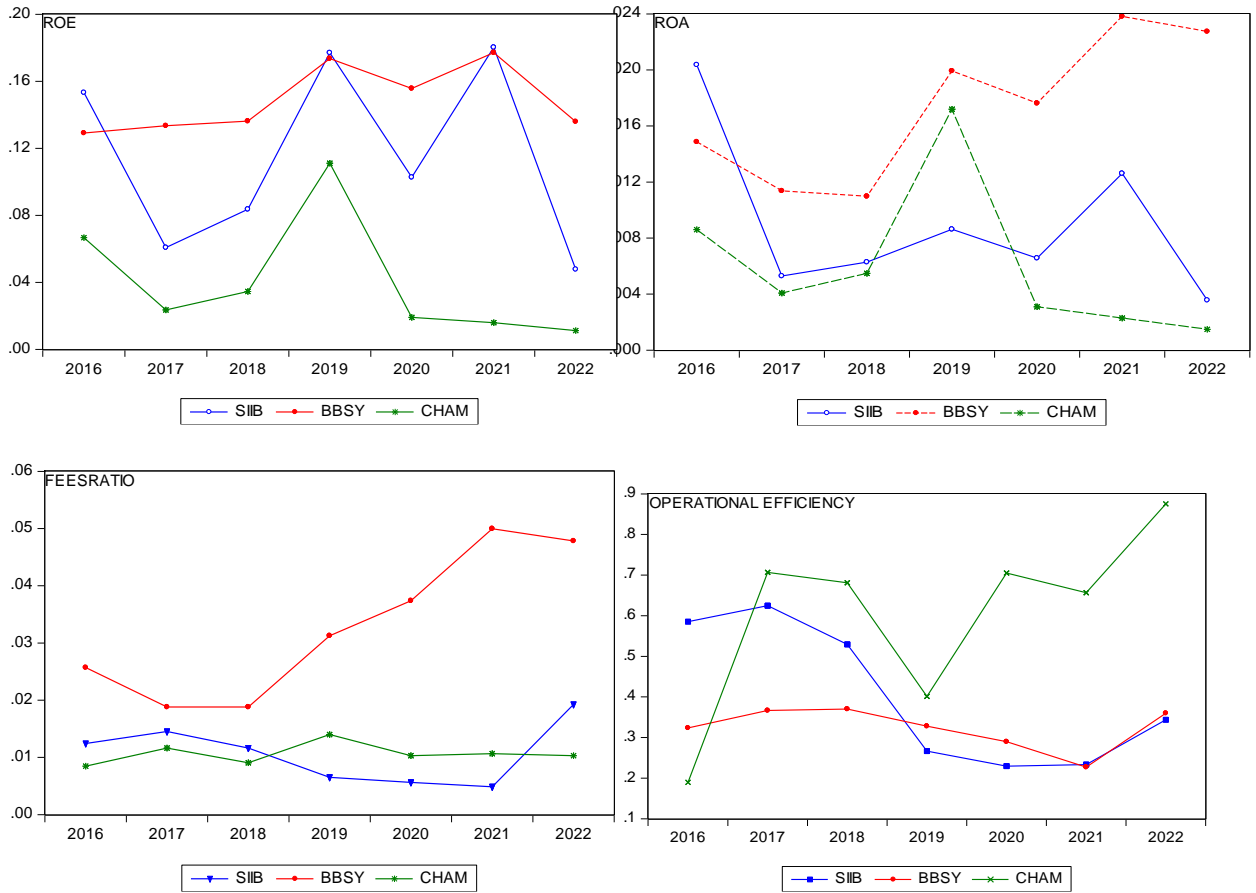 ROE
.20
.16
.12
.08
.04
.00
2016 2017 2018 2019 2020 2021 2022
SIIB BBSY CHAM
ROA
.024
.020
.016
.012
.008
.004
.000
2016 2017 2018 2019 2020 2021 2022
SIIB BBSY CHAM
FEESRATIO
.06
.05
.04
.03
.02
.01
.00
2016 2017 2018 2019 2020 2021 2022
SIIB BBSY CHAM
OPERATIONAL EFFICIENCY
.9
.8
.7
.6
.5
.4
.3
.2
.1
2016 2017 2018 2019 2020 2021 2022
SIIB BBSY CHAM